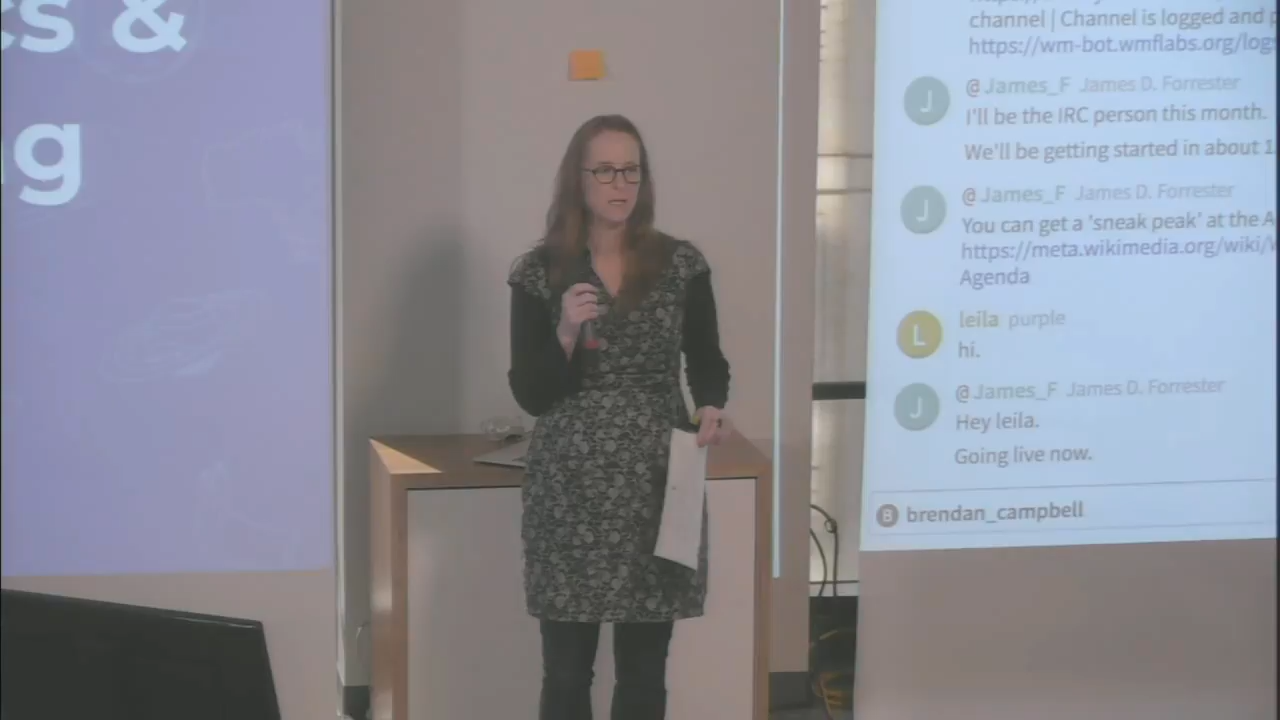 cs &
ng
channel | Channel is logged and
https://wm-bot.wmflabs.org/log
J
@James_F James D. Forrester
I'll be the IRC person this month.
We'll be getting started in about 1
J
@James_F James D. Forrester
You can get a 'sneak peak' at the A
https://meta.wikimedia.org/wiki/
Agenda
L
leila purple
hi.
J
@James_F James D. Forrester
Hey leila.
Going live now.
B
brendan_campbell